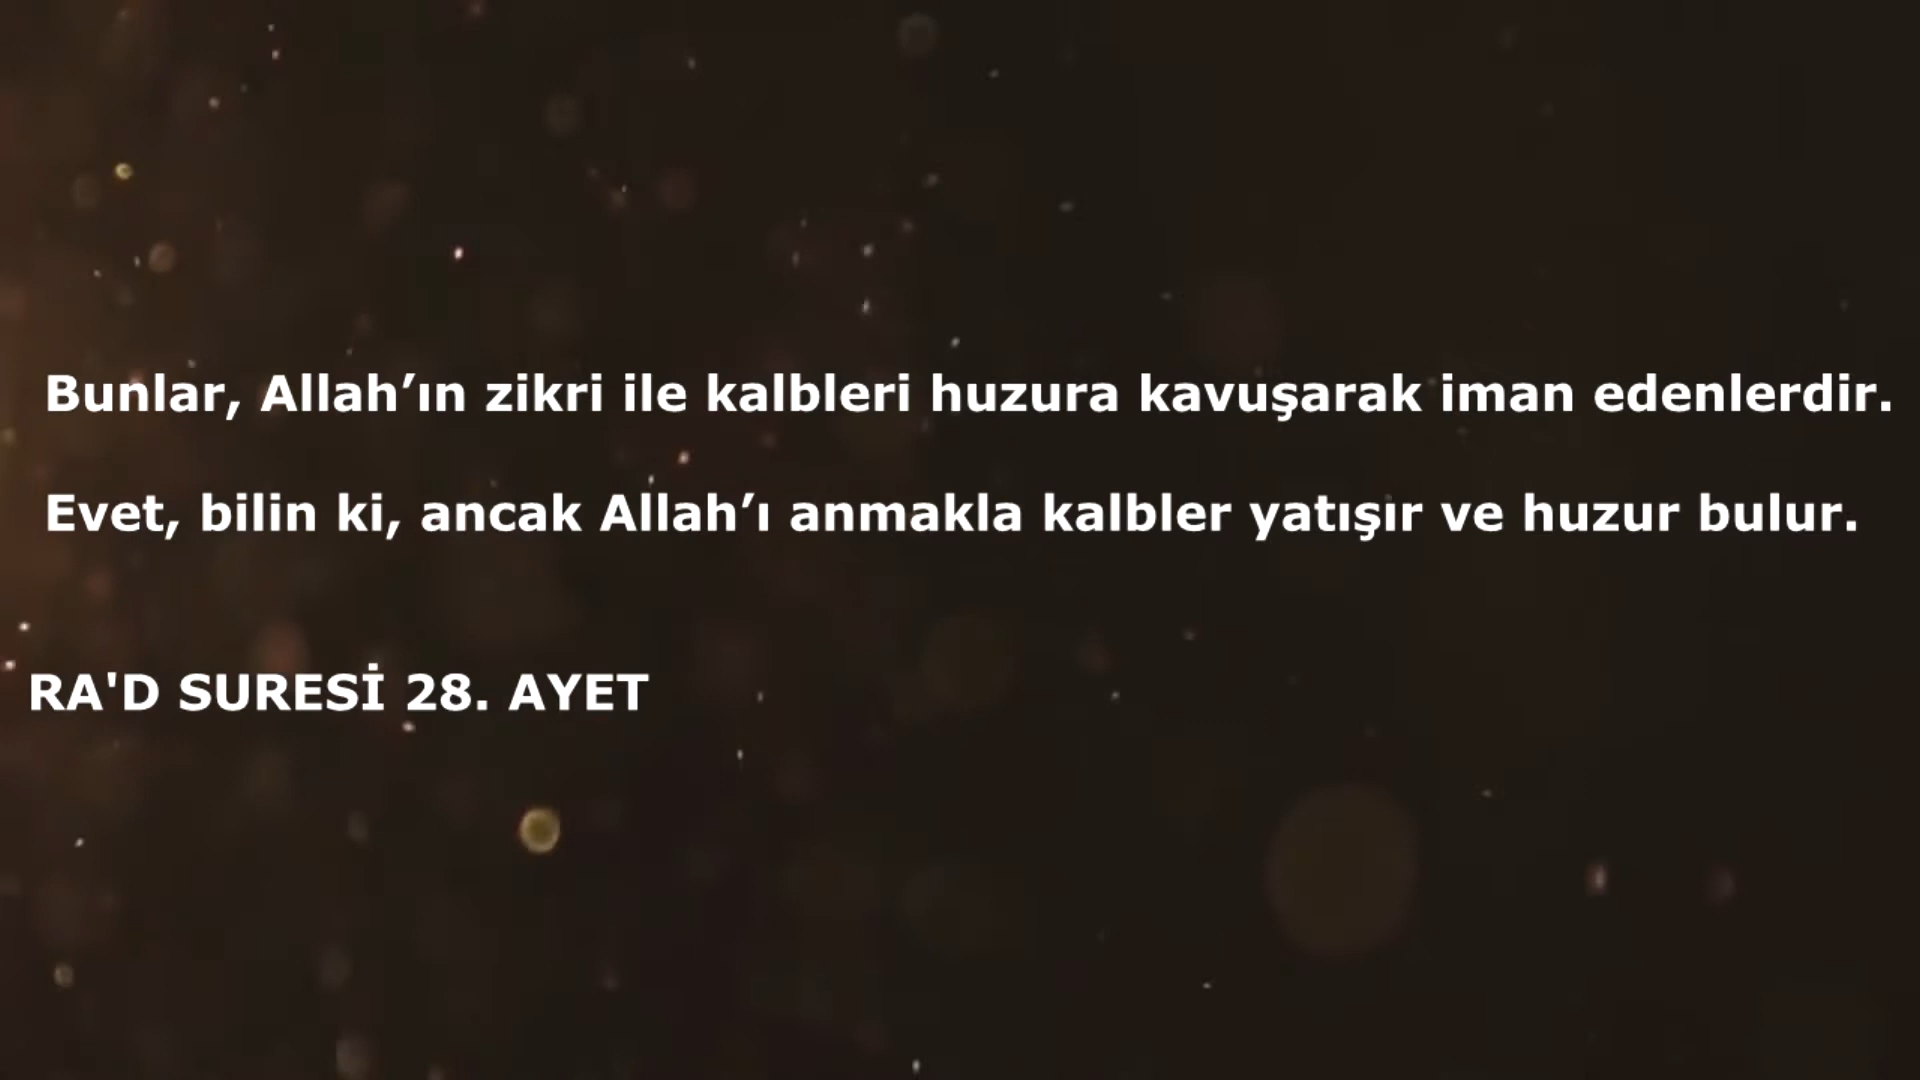 Bunlar, Allah’ın zikri ile kalbleri huzura kavuşarak iman edenlerdir.
Evet, bilin ki, ancak Allah’ı anmakla kalbler yatışır ve huzur bulur.
RA'D SURESİ 28. AYET